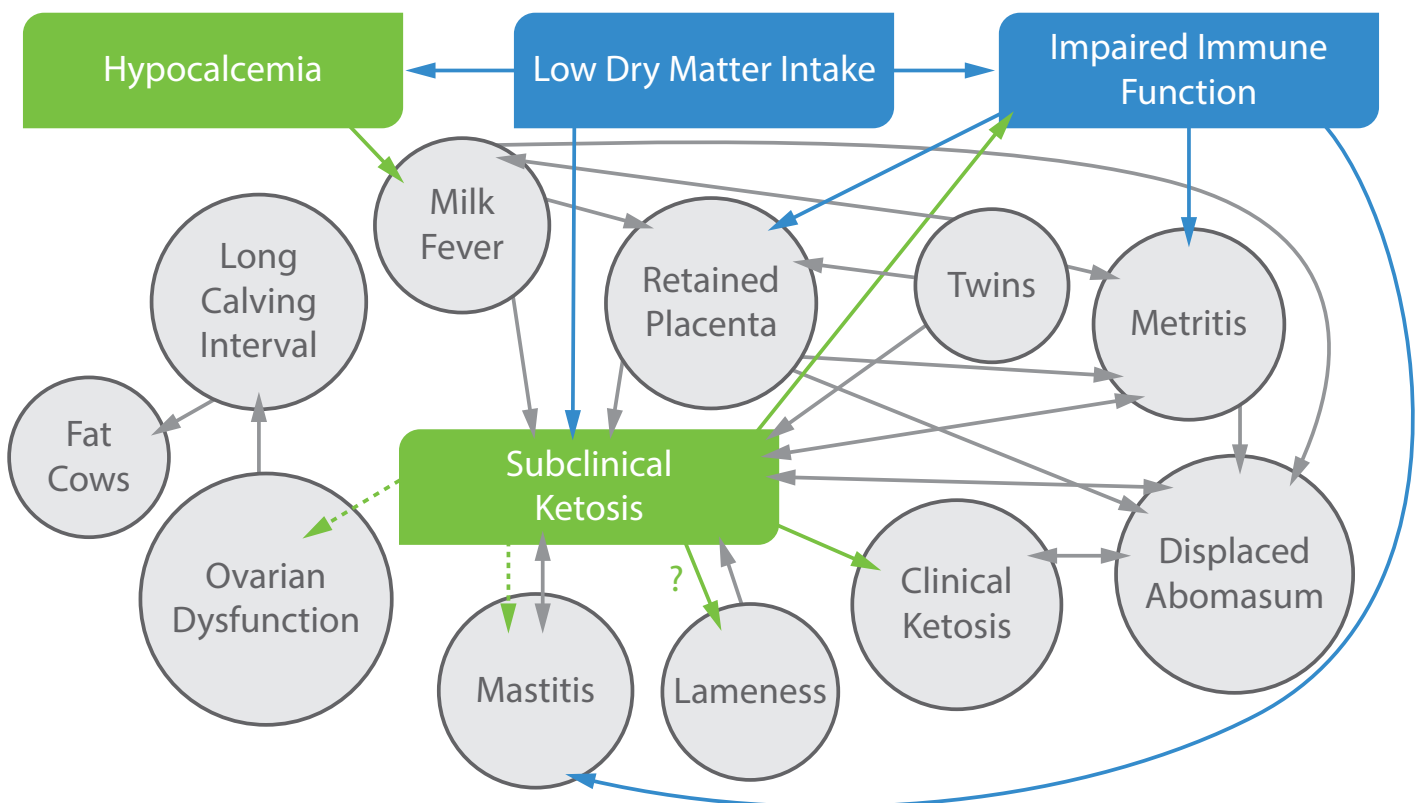 Hypocalcemia
Low Dry Matter Intake
Impaired Immune
Function
Milk
Fever
Long
Calving
Interval
Retained
Placenta
Twins
Metritis
Fat
Cows
Subclinical
Ketosis
Ovarian
Dysfunction
?
Mastitis
Lameness
Clinical
Ketosis
Displaced
Abomasum